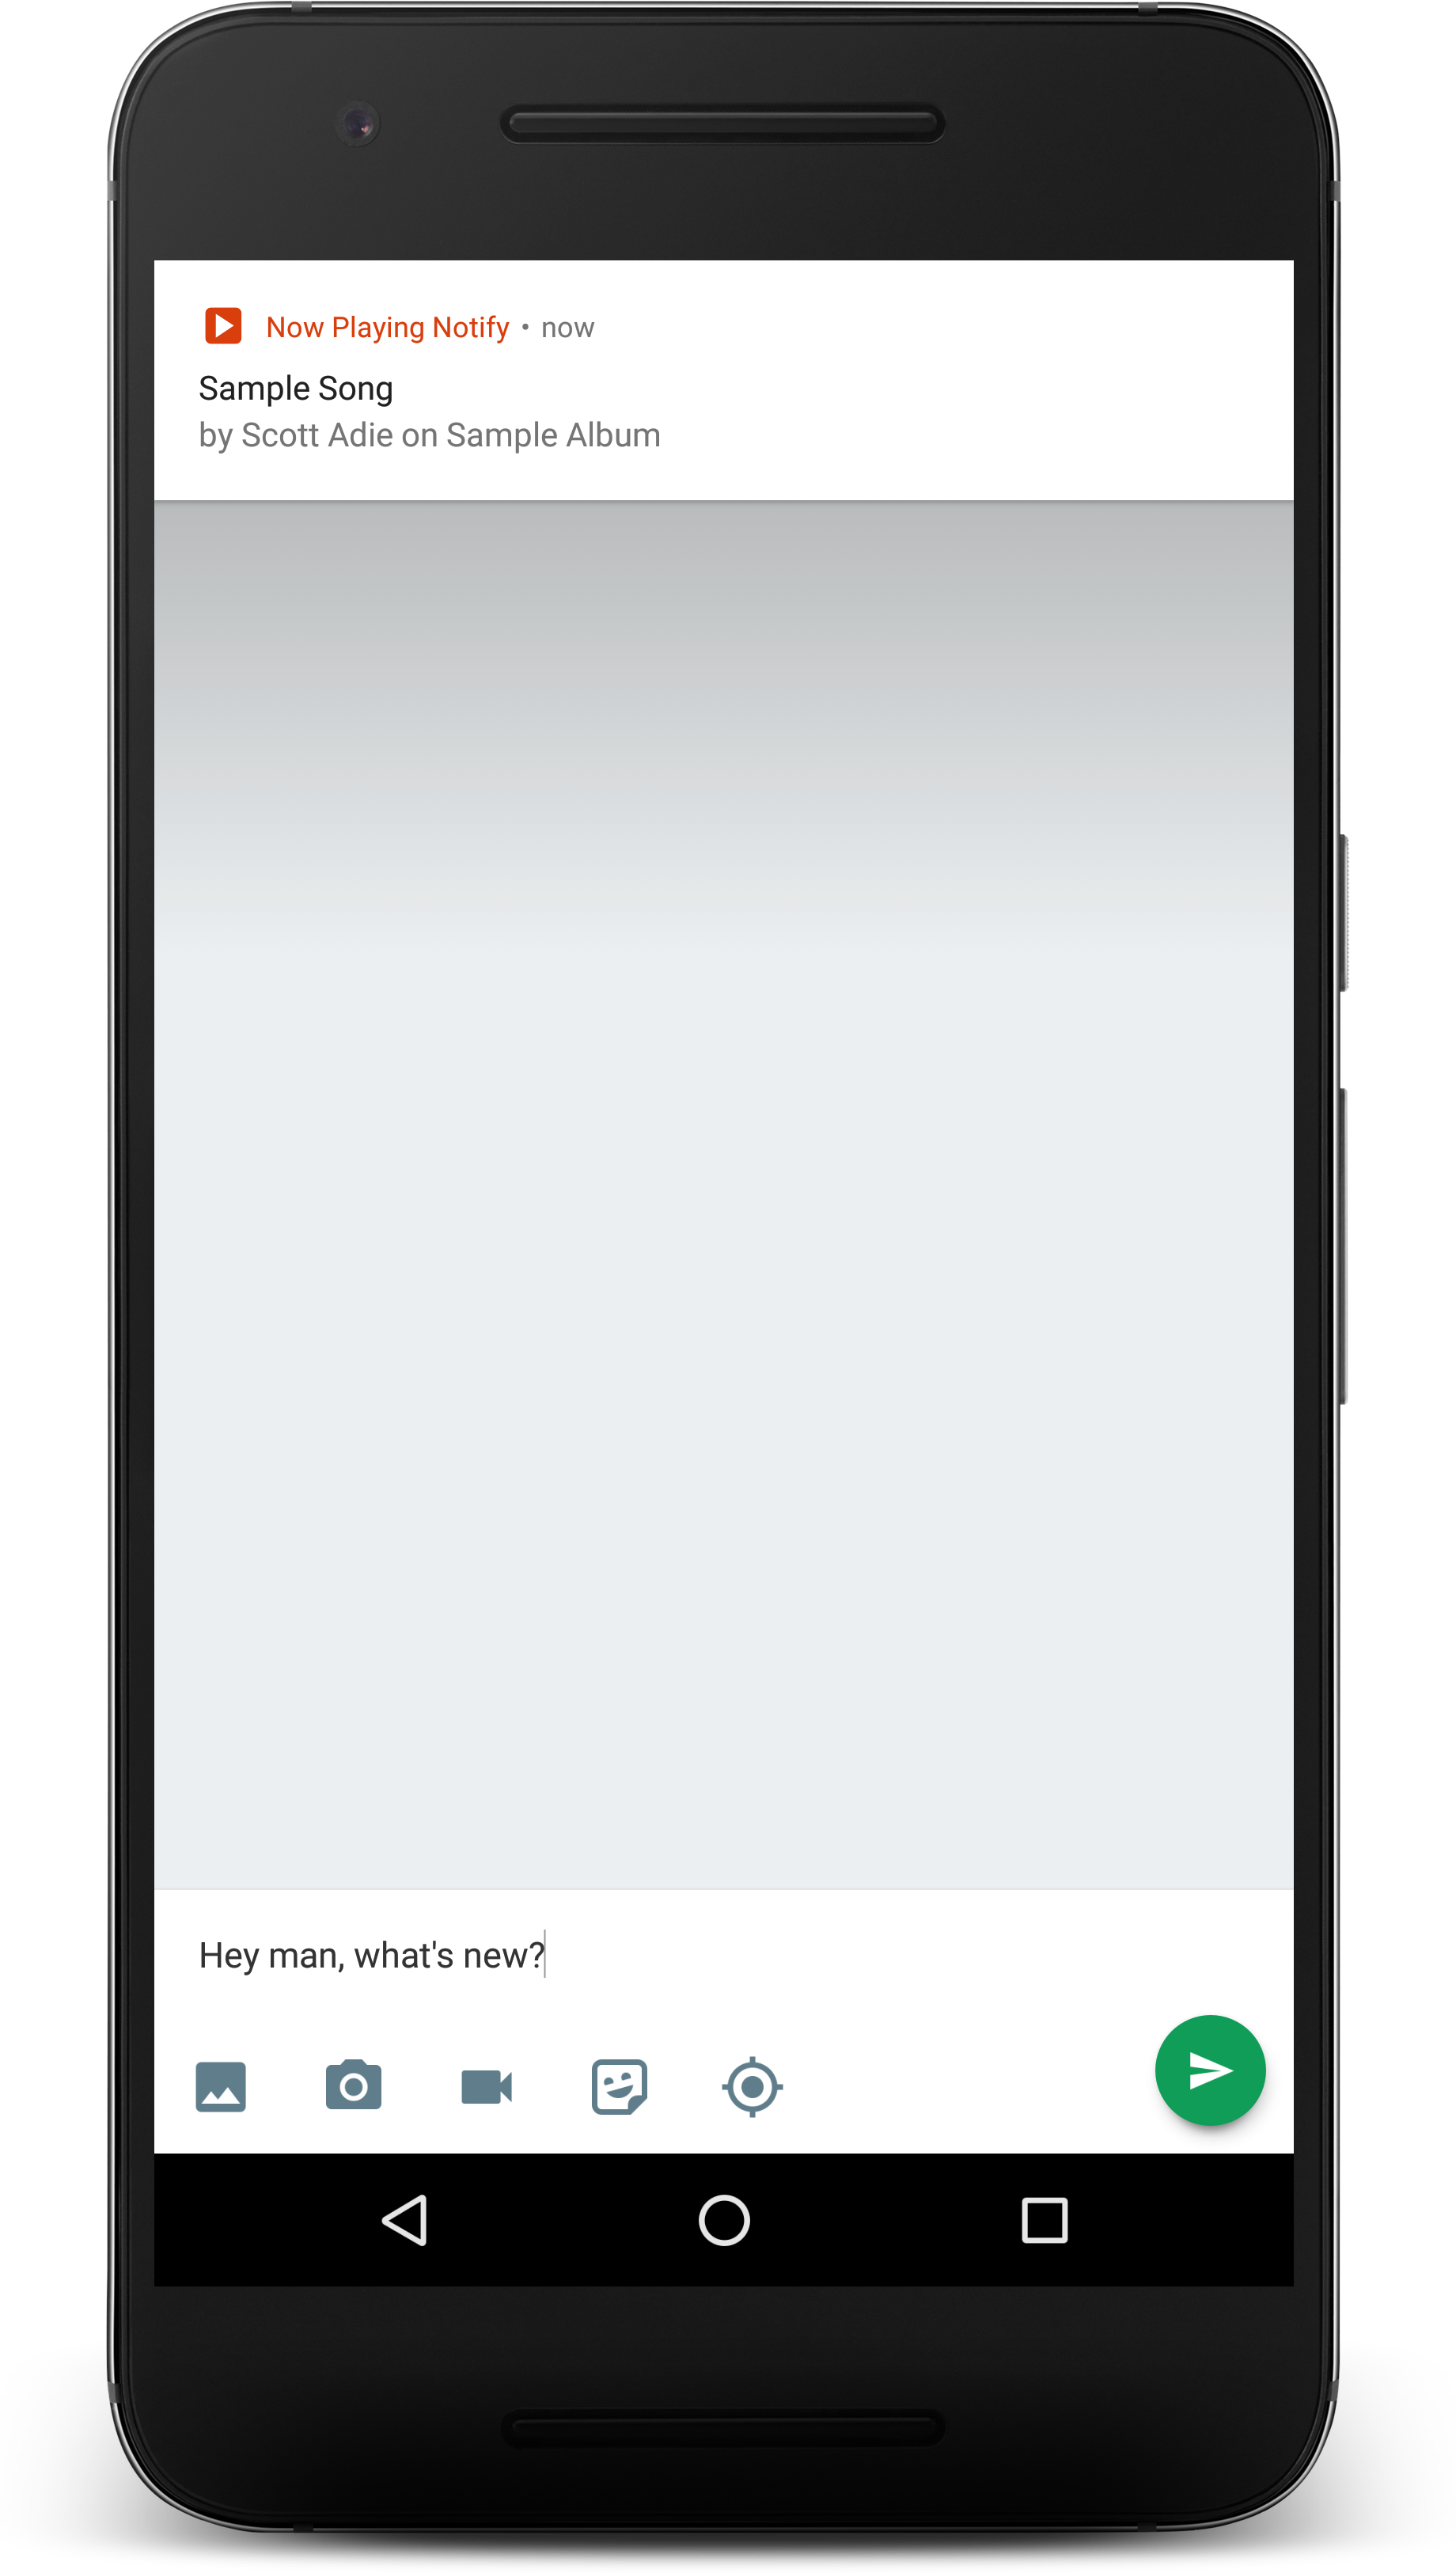 Now Playing Notify • now
Sample Song
by Scott Adie on Sample Album
Hey man, what's new?